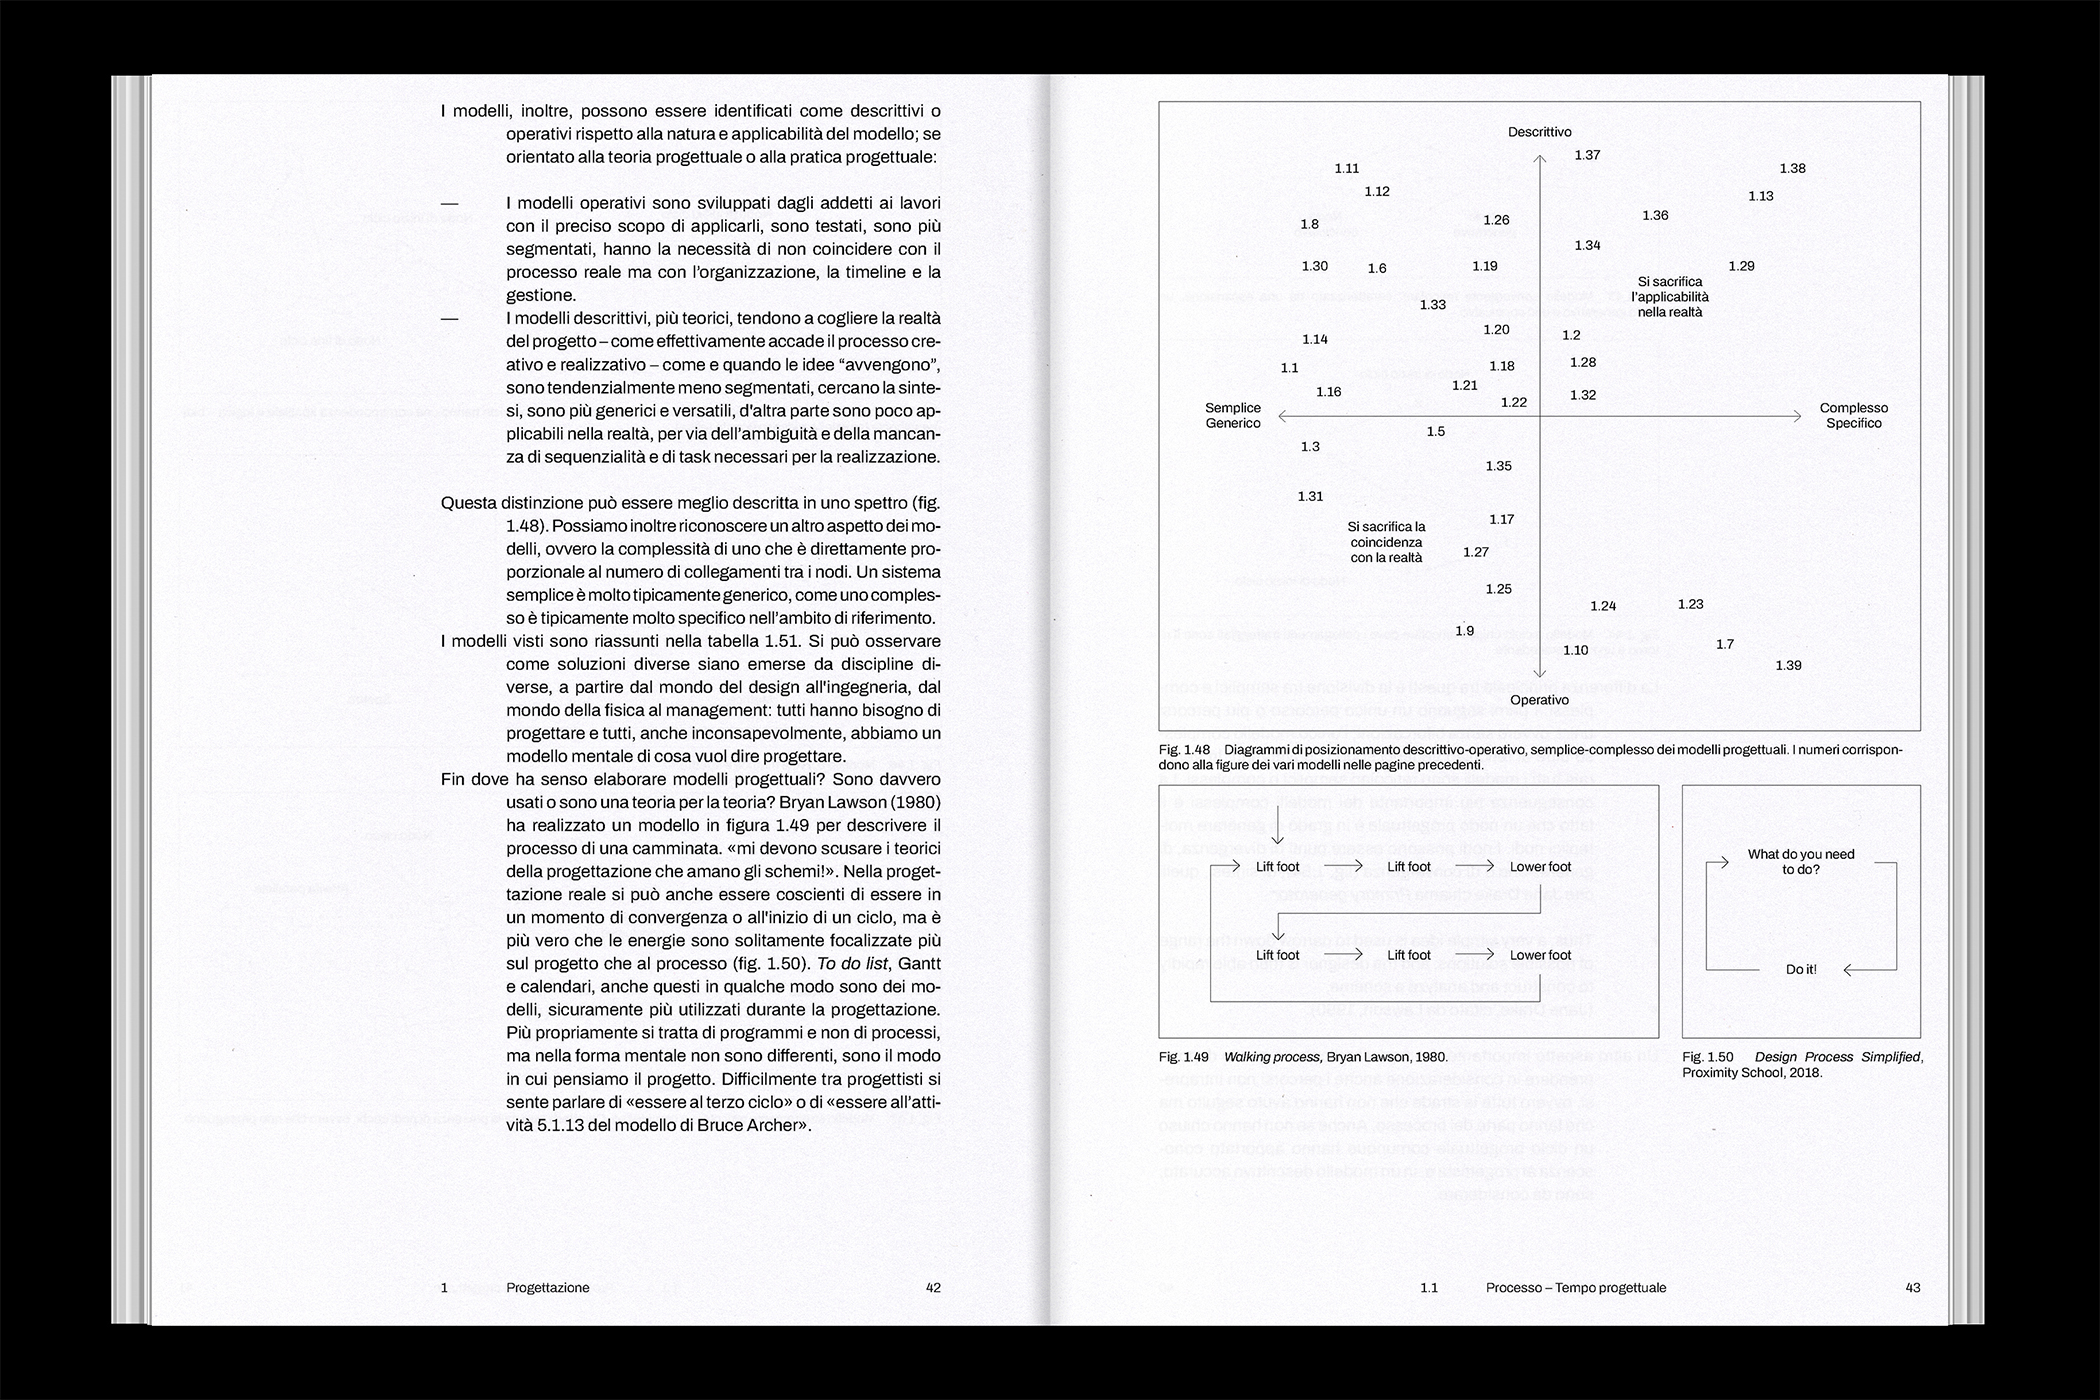 I modelli, inoltre, possono essere identificati come descrittivi o
operativi rispetto alla natura e applicabilità del modello; se
orientato alla teoria progettuale o alla pratica progettuale:
— I modelli operativi sono sviluppati dagli addetti ai lavori
con il preciso scopo di applicarli, sono testati, sono più
segmentati, hanno la necessità di non coincidere con il
processo reale ma con l’organizzazione, la timeline e la
gestione.
— I modelli descrittivi, più teorici, tendono a cogliere la realtà
del progetto – come effettivamente accade il processo cre-
ativo e realizzativo – come e quando le idee “avvengono”,
sono tendenzialmente meno segmentati, cercano la sinte-
si, sono più generici e versatili, d'altra parte sono poco ap-
plicabili nella realtà, per via dell’ambiguità e della mancan-
za di sequenzialità e di task necessari per la realizzazione.
Questa distinzione può essere meglio descritta in uno spettro (fig.
1.48). Possiamo inoltre riconoscere un altro aspetto dei mo-
delli, ovvero la complessità di uno che è direttamente pro-
porzionale al numero di collegamenti tra i nodi. Un sistema
semplice è molto tipicamente generico, come uno comples-
so è tipicamente molto specifico nell’ambito di riferimento.
I modelli visti sono riassunti nella tabella 1.51. Si può osservare
come soluzioni diverse siano emerse da discipline di-
verse, a partire dal mondo del design all'ingegneria, dal
mondo della fisica al management: tutti hanno bisogno di
progettare e tutti, anche inconsapevolmente, abbiamo un
modello mentale di cosa vuol dire progettare.
Fin dove ha senso elaborare modelli progettuali? Sono davvero
usati o sono una teoria per la teoria? Bryan Lawson (1980)
ha realizzato un modello in figura 1.49 per descrivere il
processo di una camminata. «mi devono scusare i teorici
della progettazione che amano gli schemi!». Nella proget-
tazione reale si può anche essere coscienti di essere in
un momento di convergenza o all'inizio di un ciclo, ma è
più vero che le energie sono solitamente focalizzate più
sul progetto che al processo (fig. 1.50). To do list, Gantt
e calendari, anche questi in qualche modo sono dei mo-
delli, sicuramente più utilizzati durante la progettazione.
Più propriamente si tratta di programmi e non di processi,
ma nella forma mentale non sono differenti, sono il modo
in cui pensiamo il progetto. Difficilmente tra progettisti si
sente parlare di «essere al terzo ciclo» o di «essere all’atti-
vità 5.1.13 del modello di Bruce Archer».
1 Progettazione 42
Descrittivo
1.37
1.11
1.38
1.12
1.13
1.36
1.26
1.8
1.34
1.30
1.6
1.19
1.29
Si sacrifica
l’applicabilità
nella realtà
1.33
1.20
1.2
1.14
1.1
1.18
1.28
1.21
1.16
1.32
1.22
Semplice
Generico
Complesso
Specifico
1.5
1.3
1.35
1.31
1.17
Si sacrifica la
coincidenza
con la realtà
1.27
1.25
1.24
1.23
1.9
1.7
1.10
1.39
Operativo
Fig. 1.48 Diagrammi di posizionamento descrittivo-operativo, semplice-complesso dei modelli progettuali. I numeri corrispon-
dono alla figure dei vari modelli nelle pagine precedenti.
Lift foot Lift foot Lower foot
Lift foot Lift foot Lower foot
Fig. 1.49 Walking process, Bryan Lawson, 1980.
What do you need
to do?
Do it!
Fig. 1.50 Design Process Simplified,
Proximity School, 2018.
1.1 Processo – Tempo progettuale 43